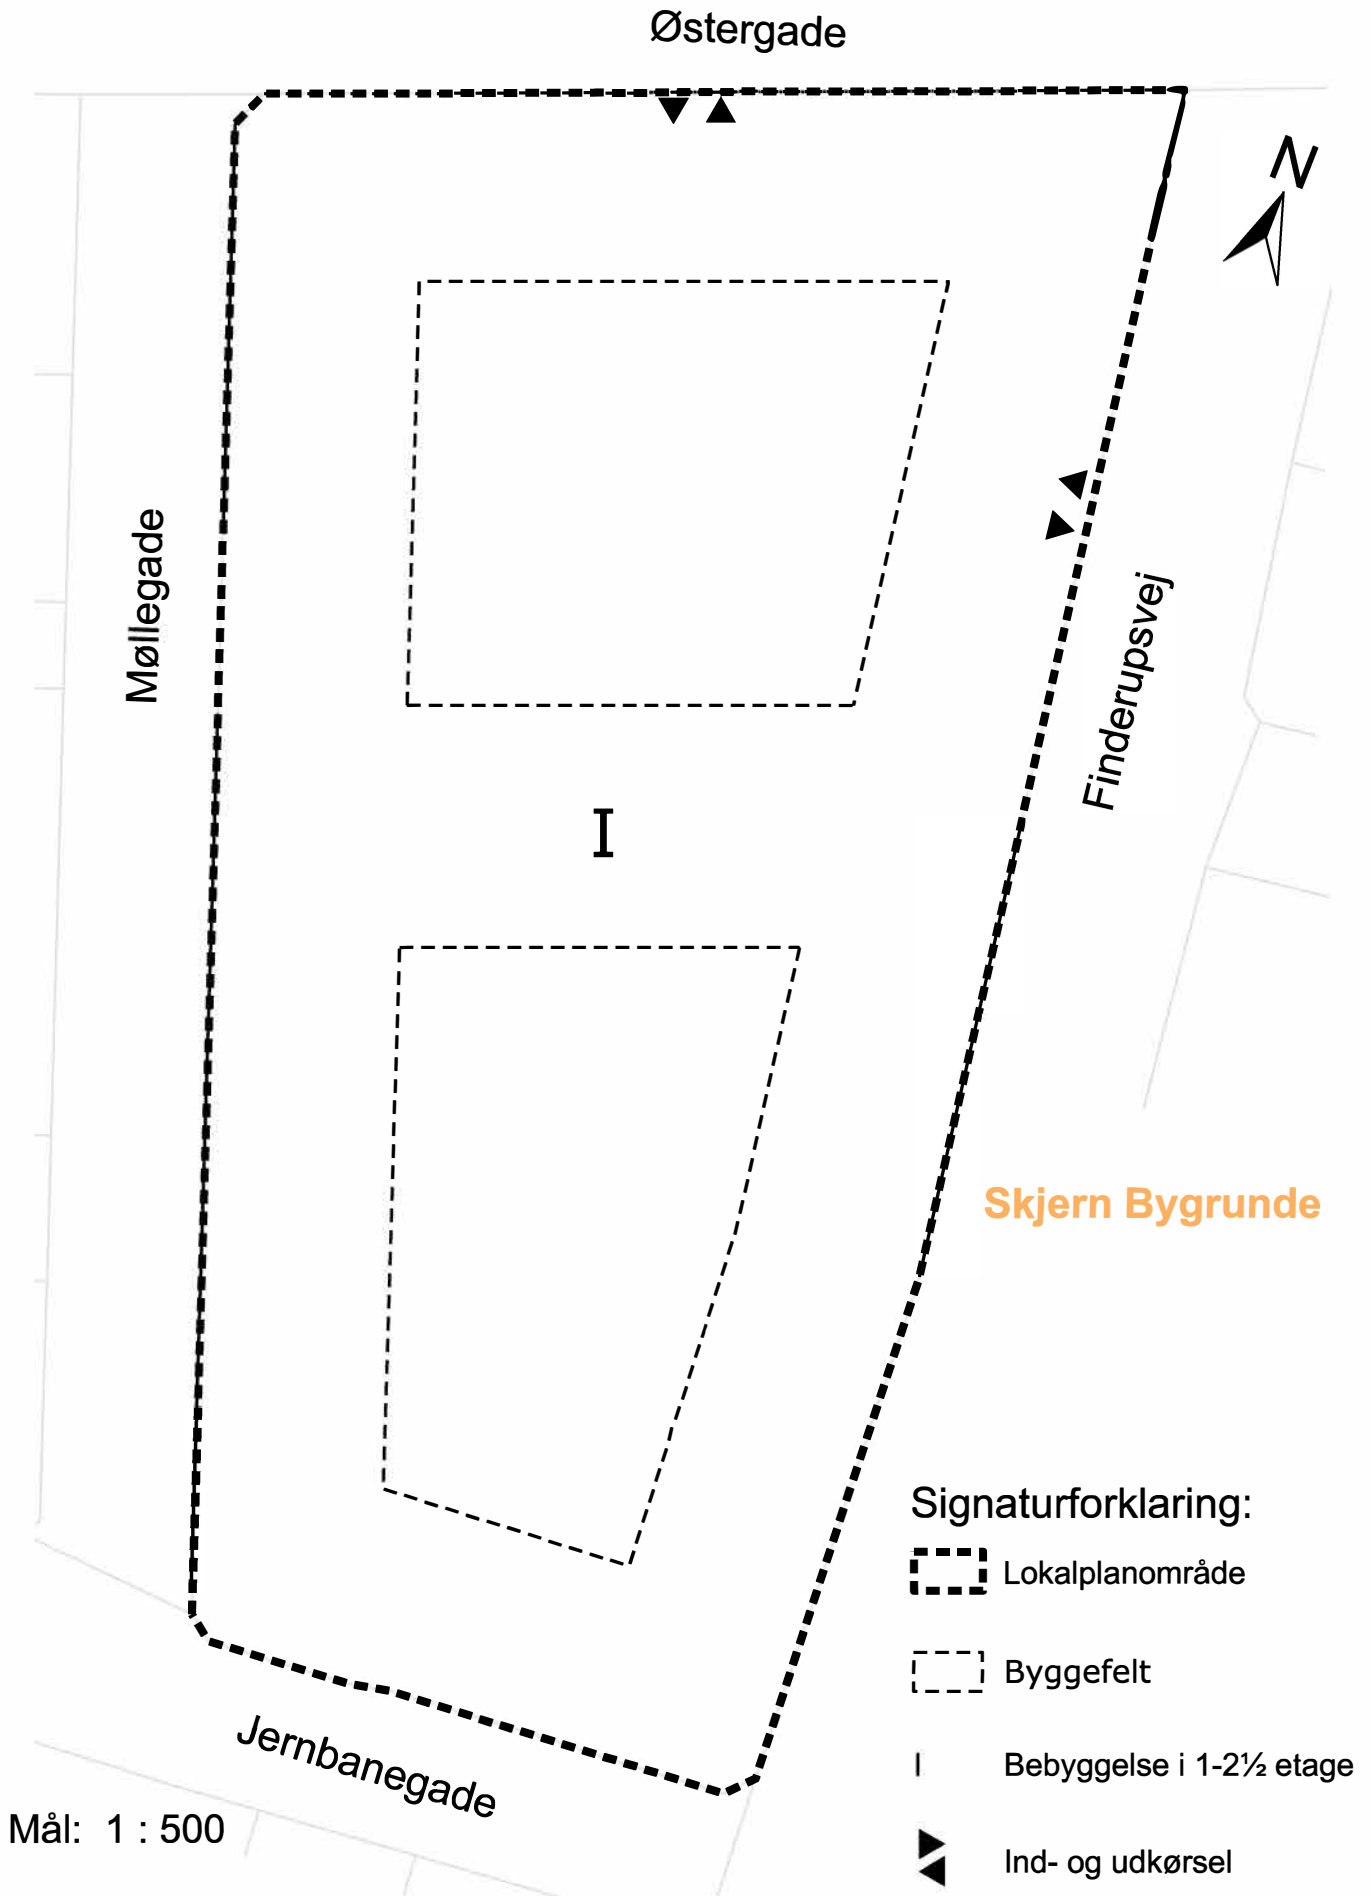 Østergade
N
Møllegade
Finderupsvej
I
Skjern Bygrunde
Signaturforklaring:
Lokalplanområde
Byggefelt
I Bebyggelse i 1-2½ etage
Ind- og udkørsel
Jernbanegade
Mål: 1 : 500